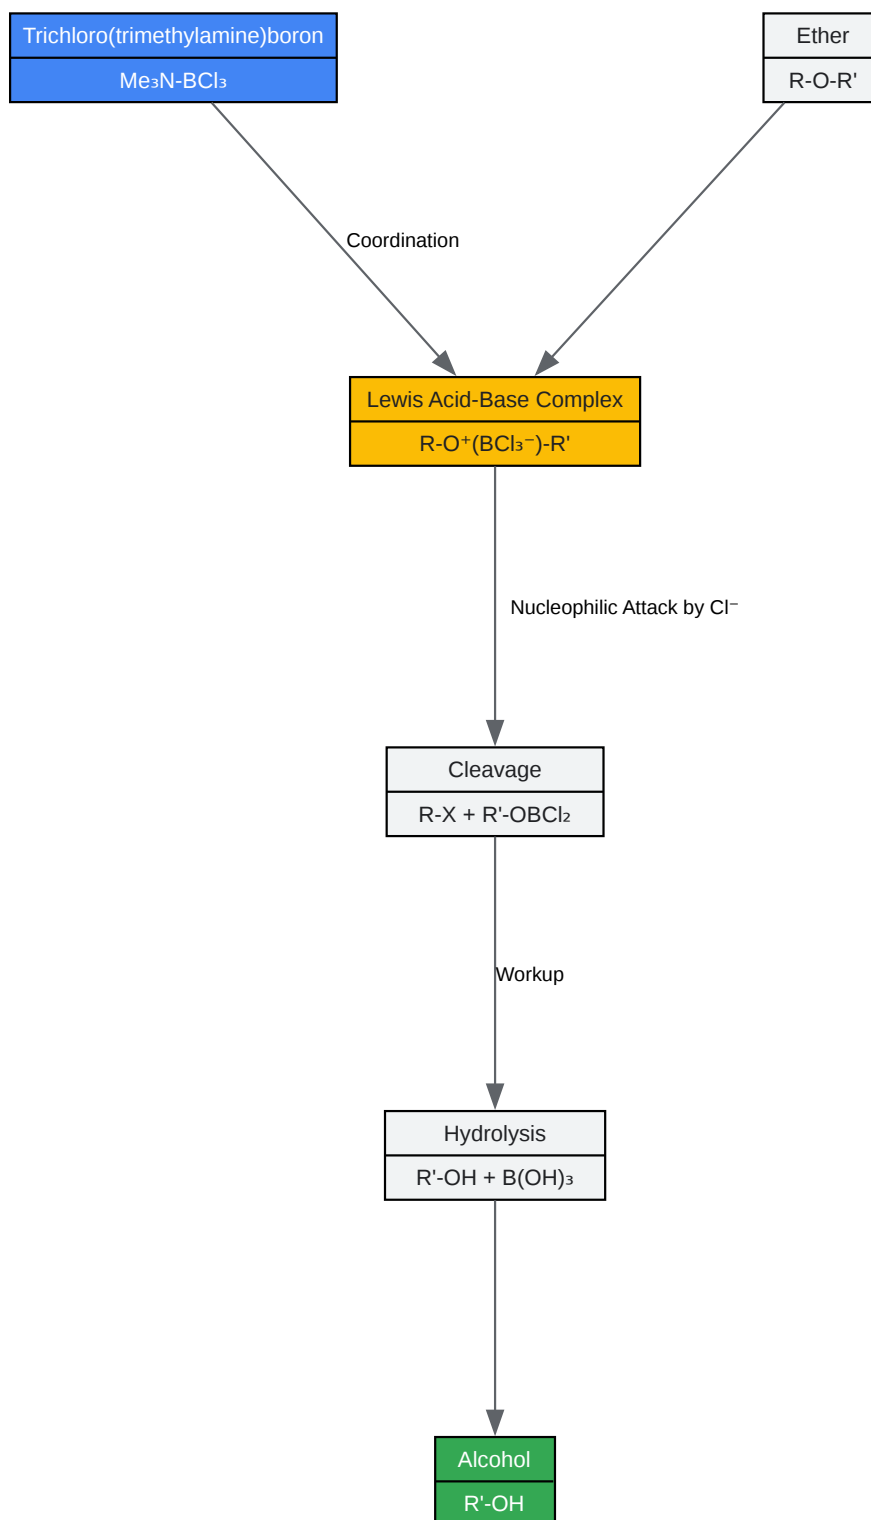 Trichloro(trimethylamine)boron
Me₃N-BCl₃
Ether
R-O-R'
Coordination
Lewis Acid-Base Complex
R-O⁺(BCl₃⁻)-R'
Nucleophilic Attack by Cl⁻
Cleavage
R-X + R'-OBCl₂
Workup
Hydrolysis
R'-OH + B(OH)₃
Alcohol
R'-OH